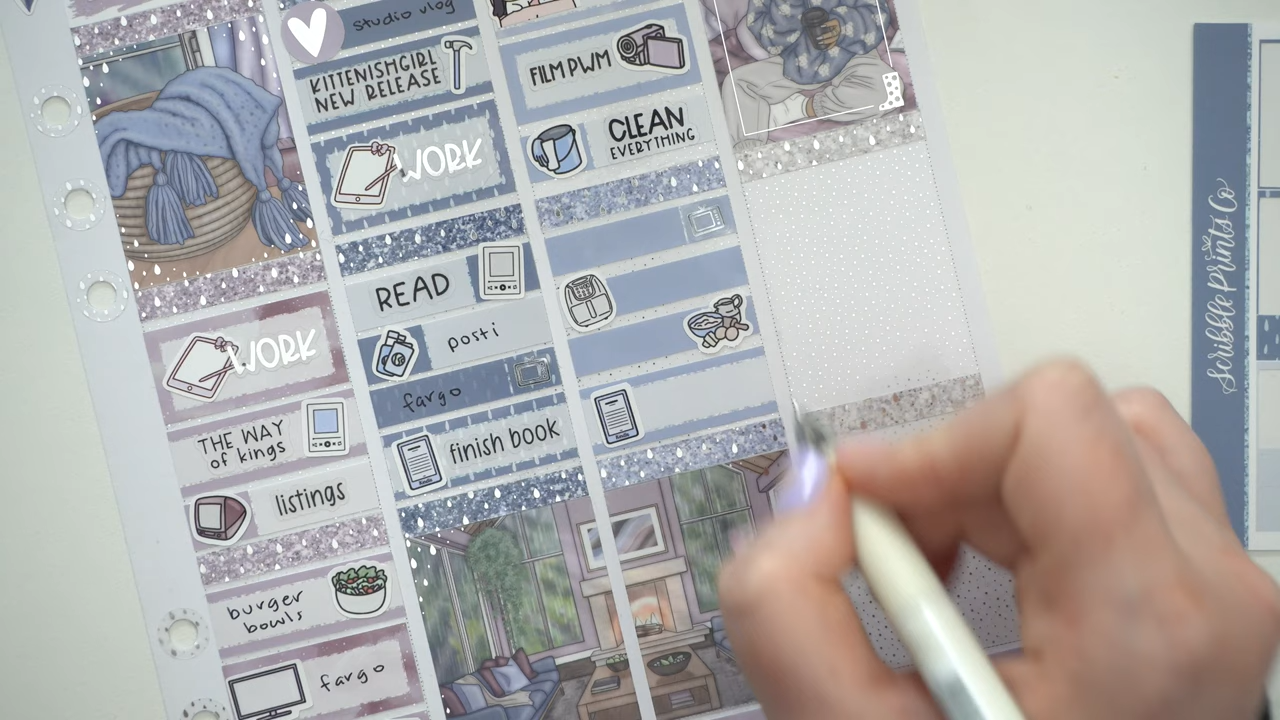 WORK
THE WAY
of kings
listings
burger
bowls
fargo
studio vlog
KITTENISHGIRL
NEW RELEASE
WORK
READ
posti
fargo
finish book
FILM PWM
CLEAN
EVERYTHING
Scribble Prints Co